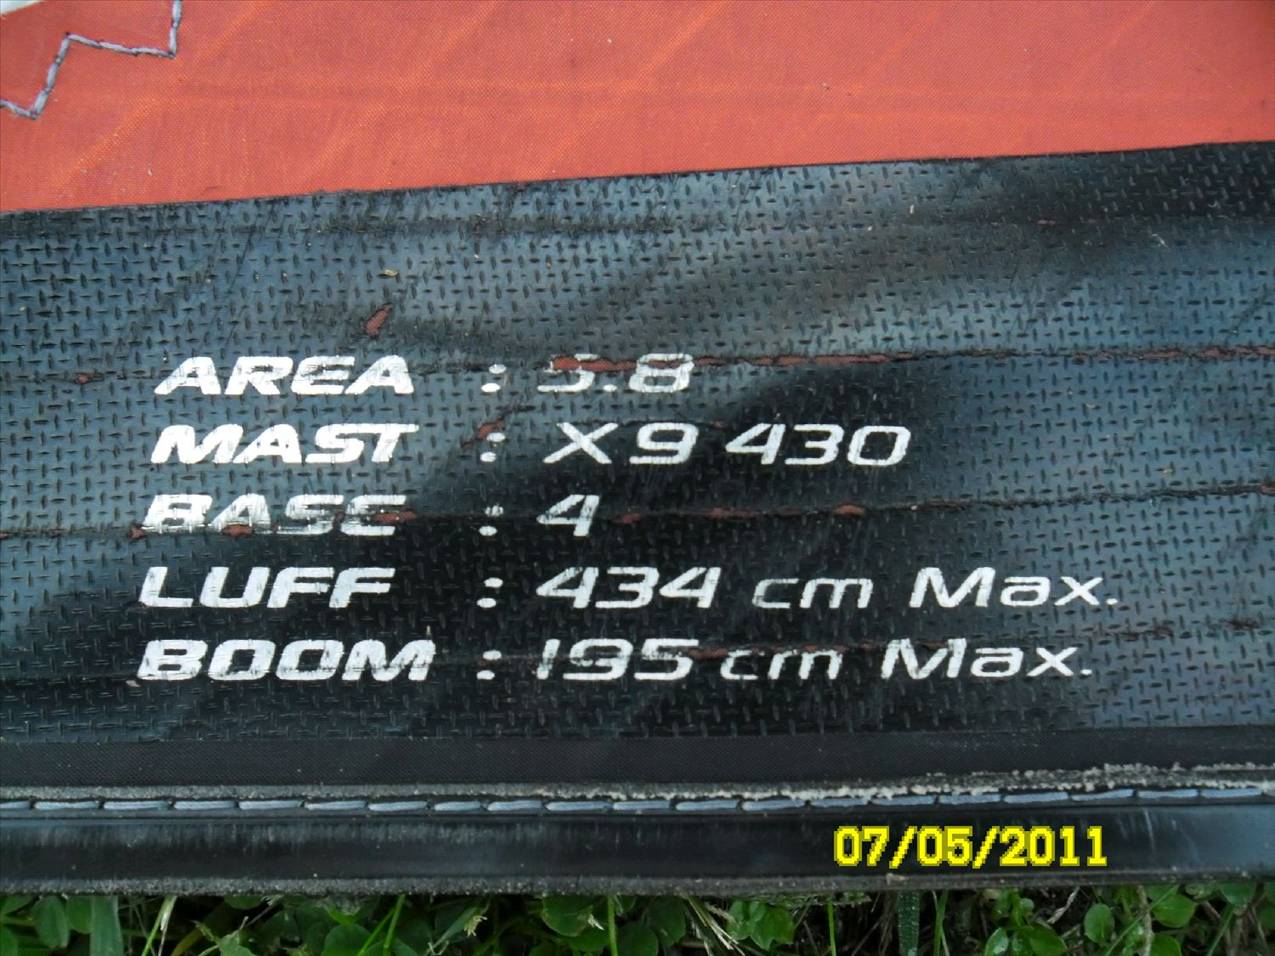 AREA : 5.8
MAST : X9 430
BASE : 4
LUFF : 434 cm Max.
BOOM : 195 cm Max.
07/05/2011